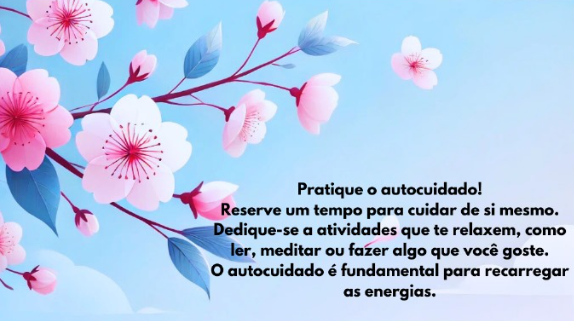 Pratique o autocuidado!
Reserve um tempo para cuidar de si mesmo.
Dedique-se a atividades que te relaxem, como
ler, meditar ou fazer algo que você goste.
O autocuidado é fundamental para recarregar
as energias.